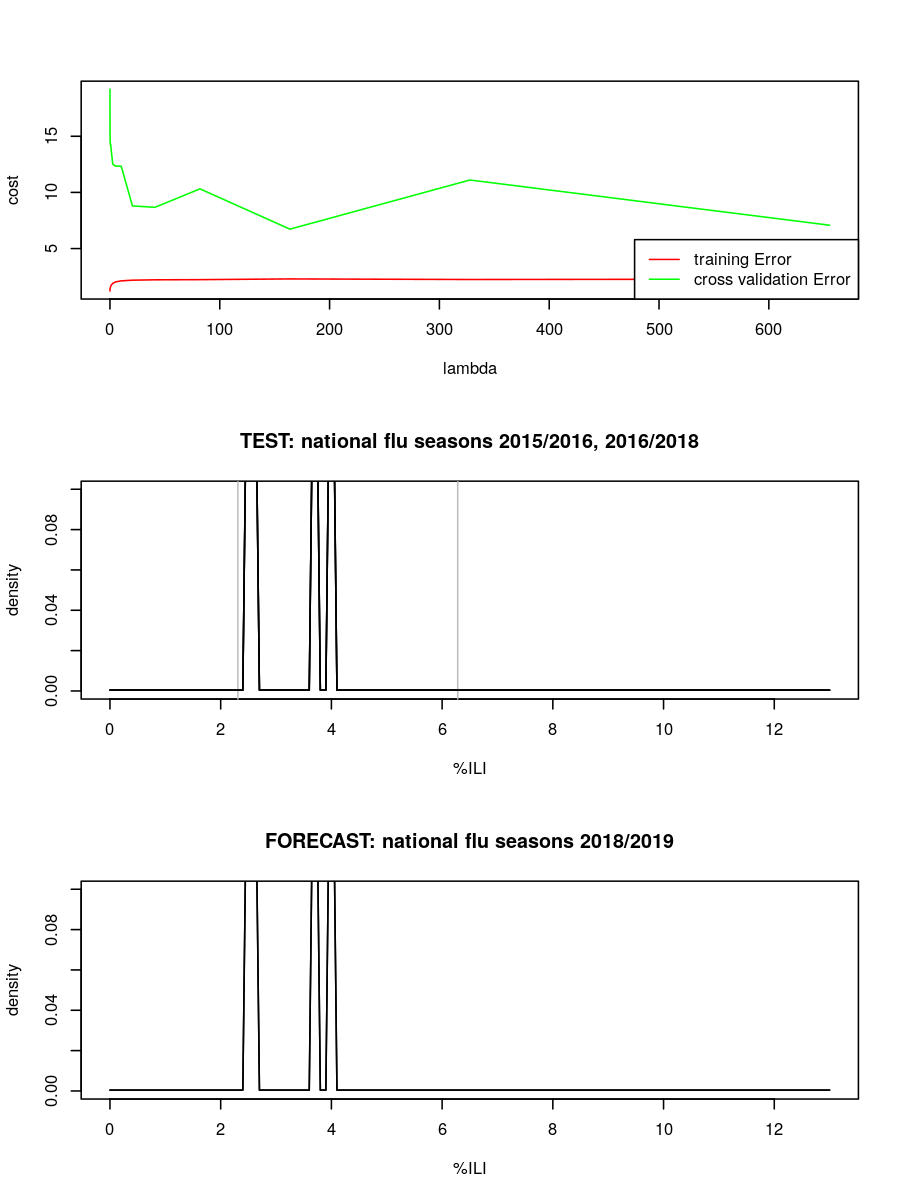 15
10
5
cost
training Error
cross validation Error
0 100 200 300 400 500 600
lambda
TEST: national flu seasons 2015/2016, 2016/2018
0.08
0.04
0.00
density
0 2 4 6 8 10 12
%ILI
FORECAST: national flu seasons 2018/2019
0.08
0.04
0.00
density
0 2 4 6 8 10 12
%ILI